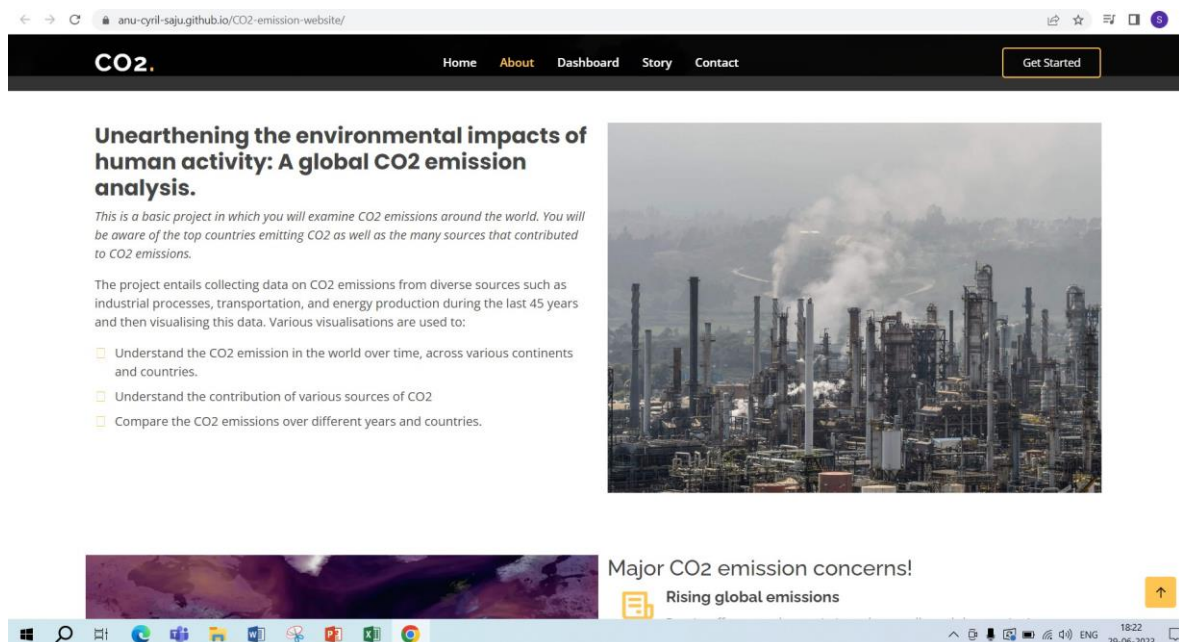 anu-cyril-saju.github.io/CO2-emission-website/
S
CO2.
Home About Dashboard Story Contact
Get Started
Unearthening the environmental impacts of
human activity: A global CO2 emission
analysis.
This is a basic project in which you will examine CO2 emissions around the world. You will
be aware of the top countries emitting CO2 as well as the many sources that contributed
to CO2 emissions.
The project entails collecting data on CO2 emissions from diverse sources such as
industrial processes, transportation, and energy production during the last 45 years
and then visualising this data. Various visualisations are used to:
Understand the CO2 emission in the world over time, across various continents
and countries.
Understand the contribution of various sources of CO2
Compare the CO2 emissions over different years and countries.
Major CO2 emission concerns!
Rising global emissions
ENG
18:22
29-06-2023